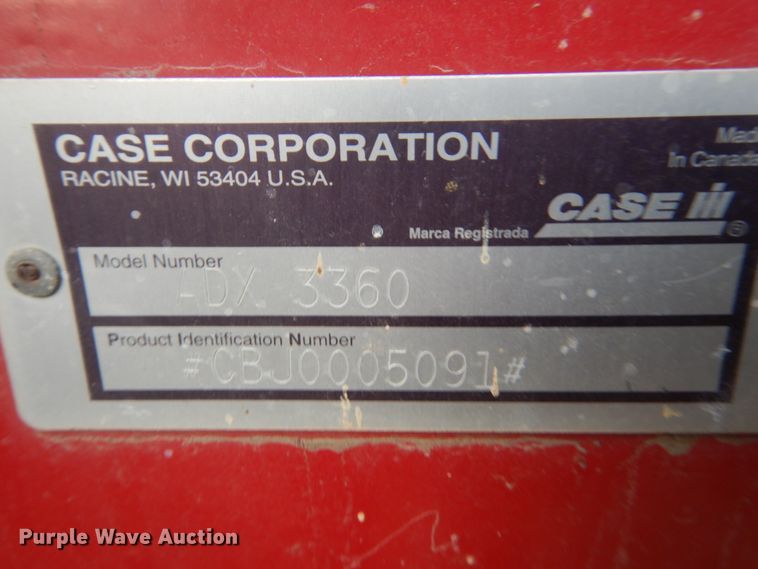 CASE CORPORATION
RACINE, WI 53404 U.S.A.
Made
In Canada
CASE III
Marca Registrada ®
Model Number
ADX 3360
Product Identification Number
#CBJ0005091#
Purple Wave Auction